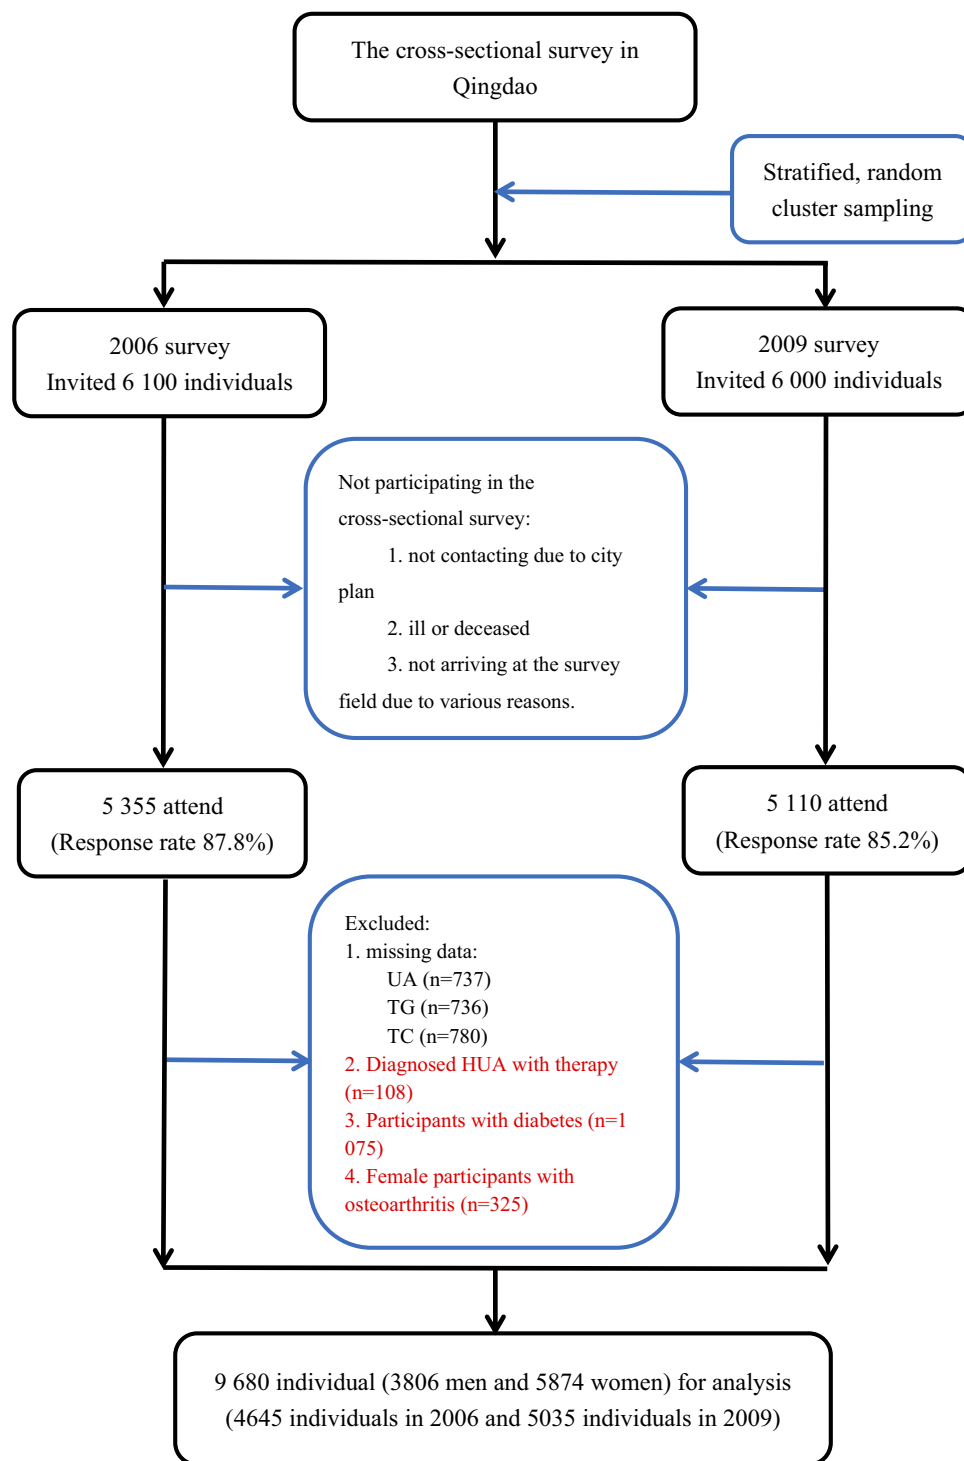 The cross-sectional survey in
Qingdao
Stratified, random
cluster sampling
2006 survey
Invited 6 100 individuals
2009 survey
Invited 6 000 individuals
Not participating in the
cross-sectional survey:
1. not contacting due to city
plan
2. ill or deceased
3. not arriving at the survey
field due to various reasons.
5 355 attend
(Response rate 87.8%)
5 110 attend
(Response rate 85.2%)
Excluded:
1. missing data:
UA (n=737)
TG (n=736)
TC (n=780)
2. Diagnosed HUA with therapy
(n=108)
3. Participants with diabetes (n=1
075)
4. Female participants with
osteoarthritis (n=325)
9 680 individual (3806 men and 5874 women) for analysis
(4645 individuals in 2006 and 5035 individuals in 2009)